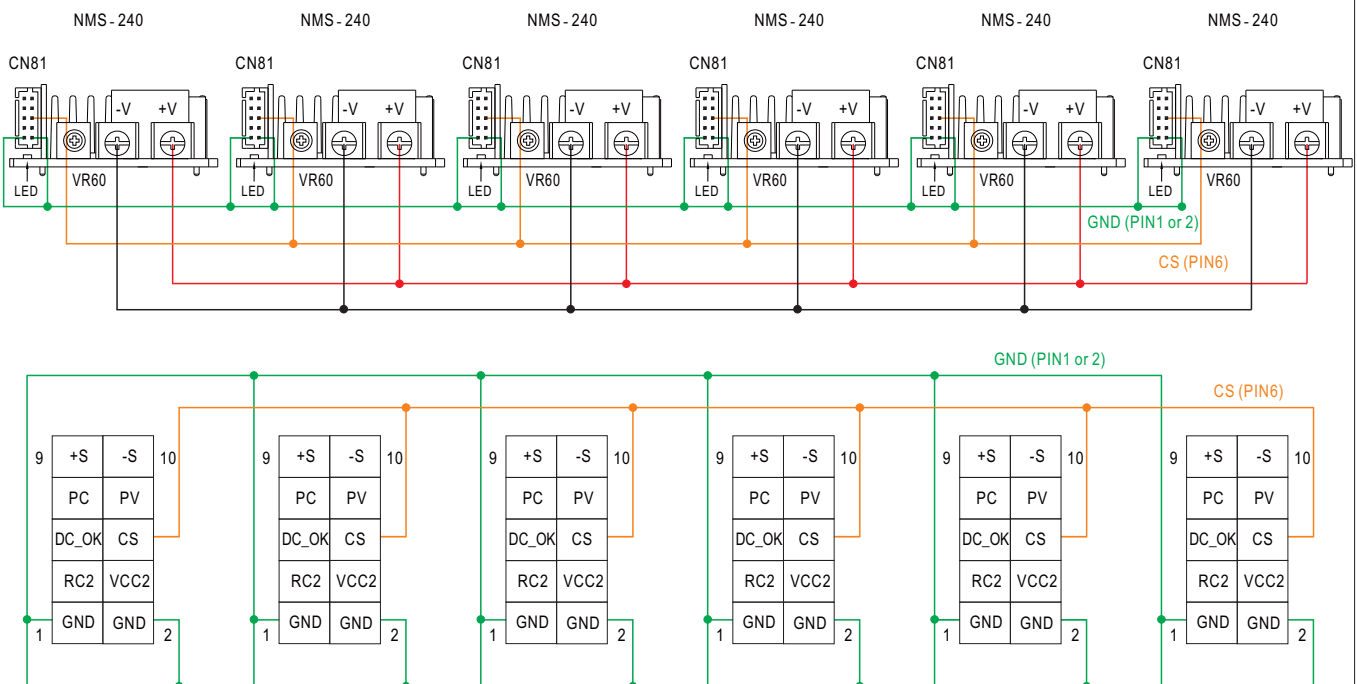 NMS-240 NMS-240 NMS-240 NMS-240 NMS-240 NMS-240
CN81 CN81 CN81 CN81 CN81 CN81
-V +V -V +V -V +V -V +V -V +V -V +V
LED VR60 LED VR60 LED VR60 LED VR60 LED VR60 LED VR60
GND (PIN1 or 2)
CS (PIN6)
GND (PIN1 or 2)
CS (PIN6)
9 +S -S 10 9 +S -S 10 9 +S -S 10 9 +S -S 10 9 +S -S 10 9 +S -S 10
PC PV PC PV PC PV PC PV PC PV PC PV
DC_OK CS DC_OK CS DC_OK CS DC_OK CS DC_OK CS DC_OK CS
RC2 VCC2 RC2 VCC2 RC2 VCC2 RC2 VCC2 RC2 VCC2 RC2 VCC2
1 GND GND 2 1 GND GND 2 1 GND GND 2 1 GND GND 2 1 GND GND 2 1 GND GND 2